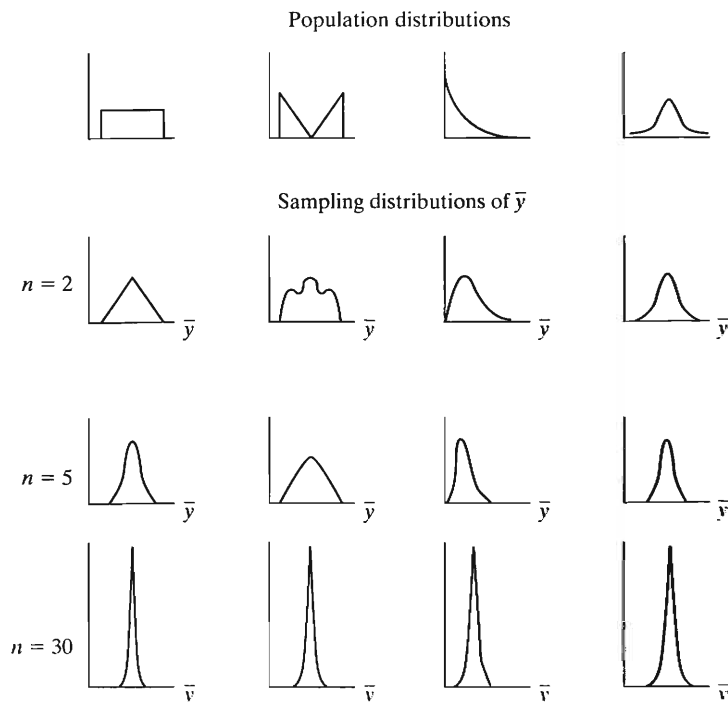 Population distributions
Sampling distributions of ȳ
n = 2
ȳ ȳ ȳ ȳ
n = 5
ȳ ȳ ȳ ȳ
n = 30
ȳ ȳ ȳ ȳ